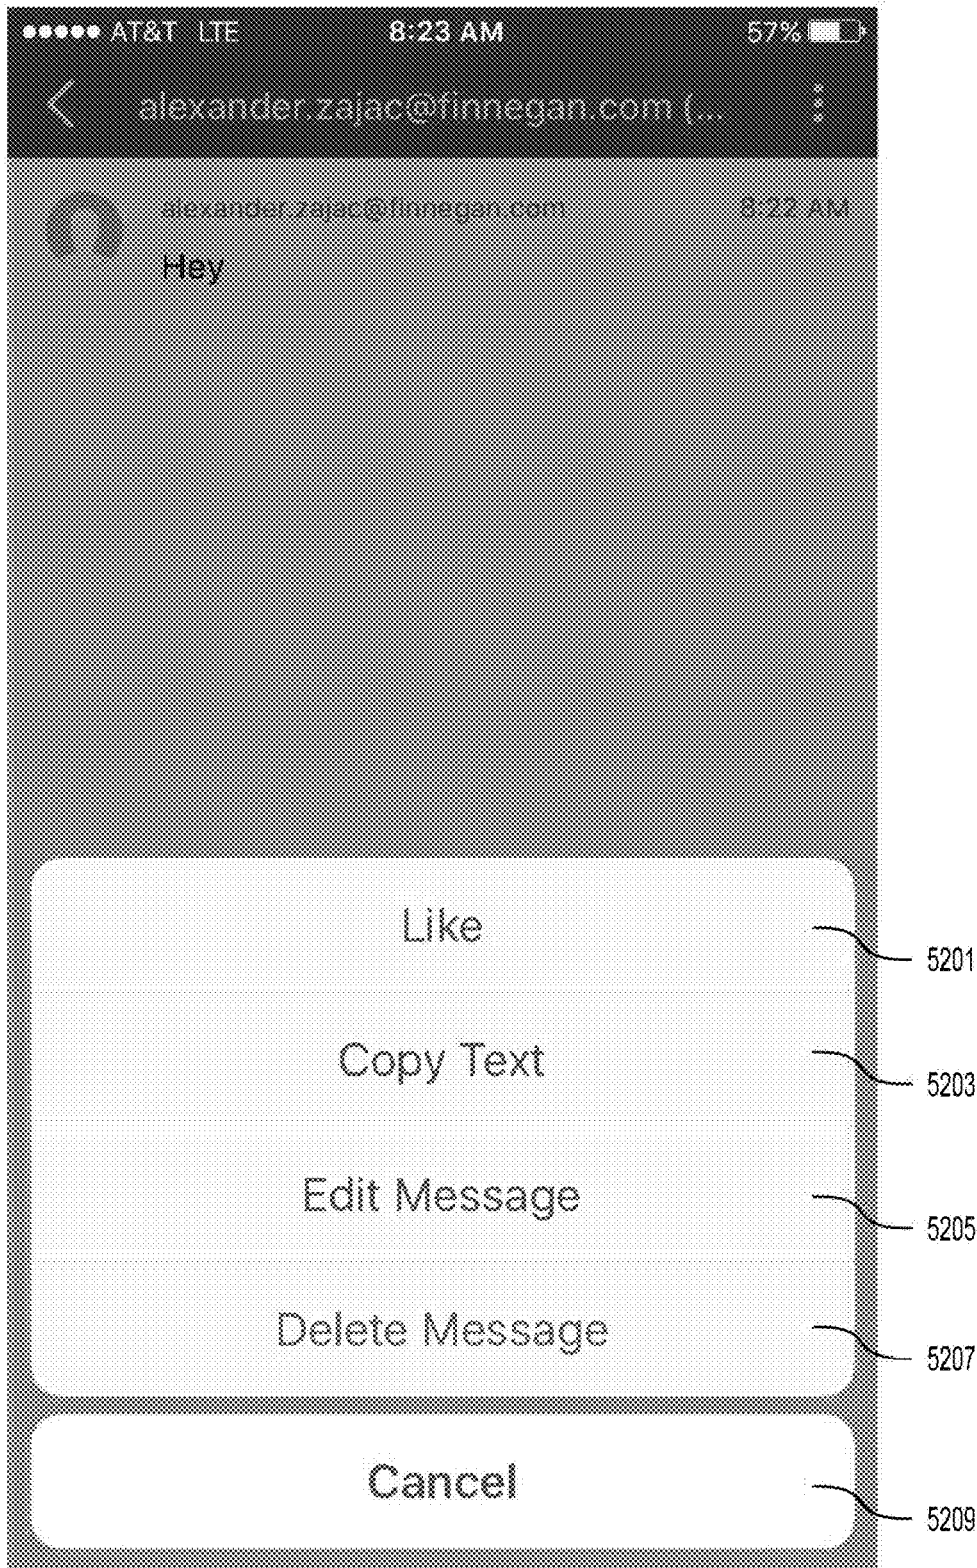 AT&T LTE 8:23 AM 57%
alexander.zajac@finnegan.com (...
alexander.zajac@finnegan.com 8:22 AM
Hey
Like
5201
Copy Text
5203
Edit Message
5205
Delete Message
5207
Cancel
5209